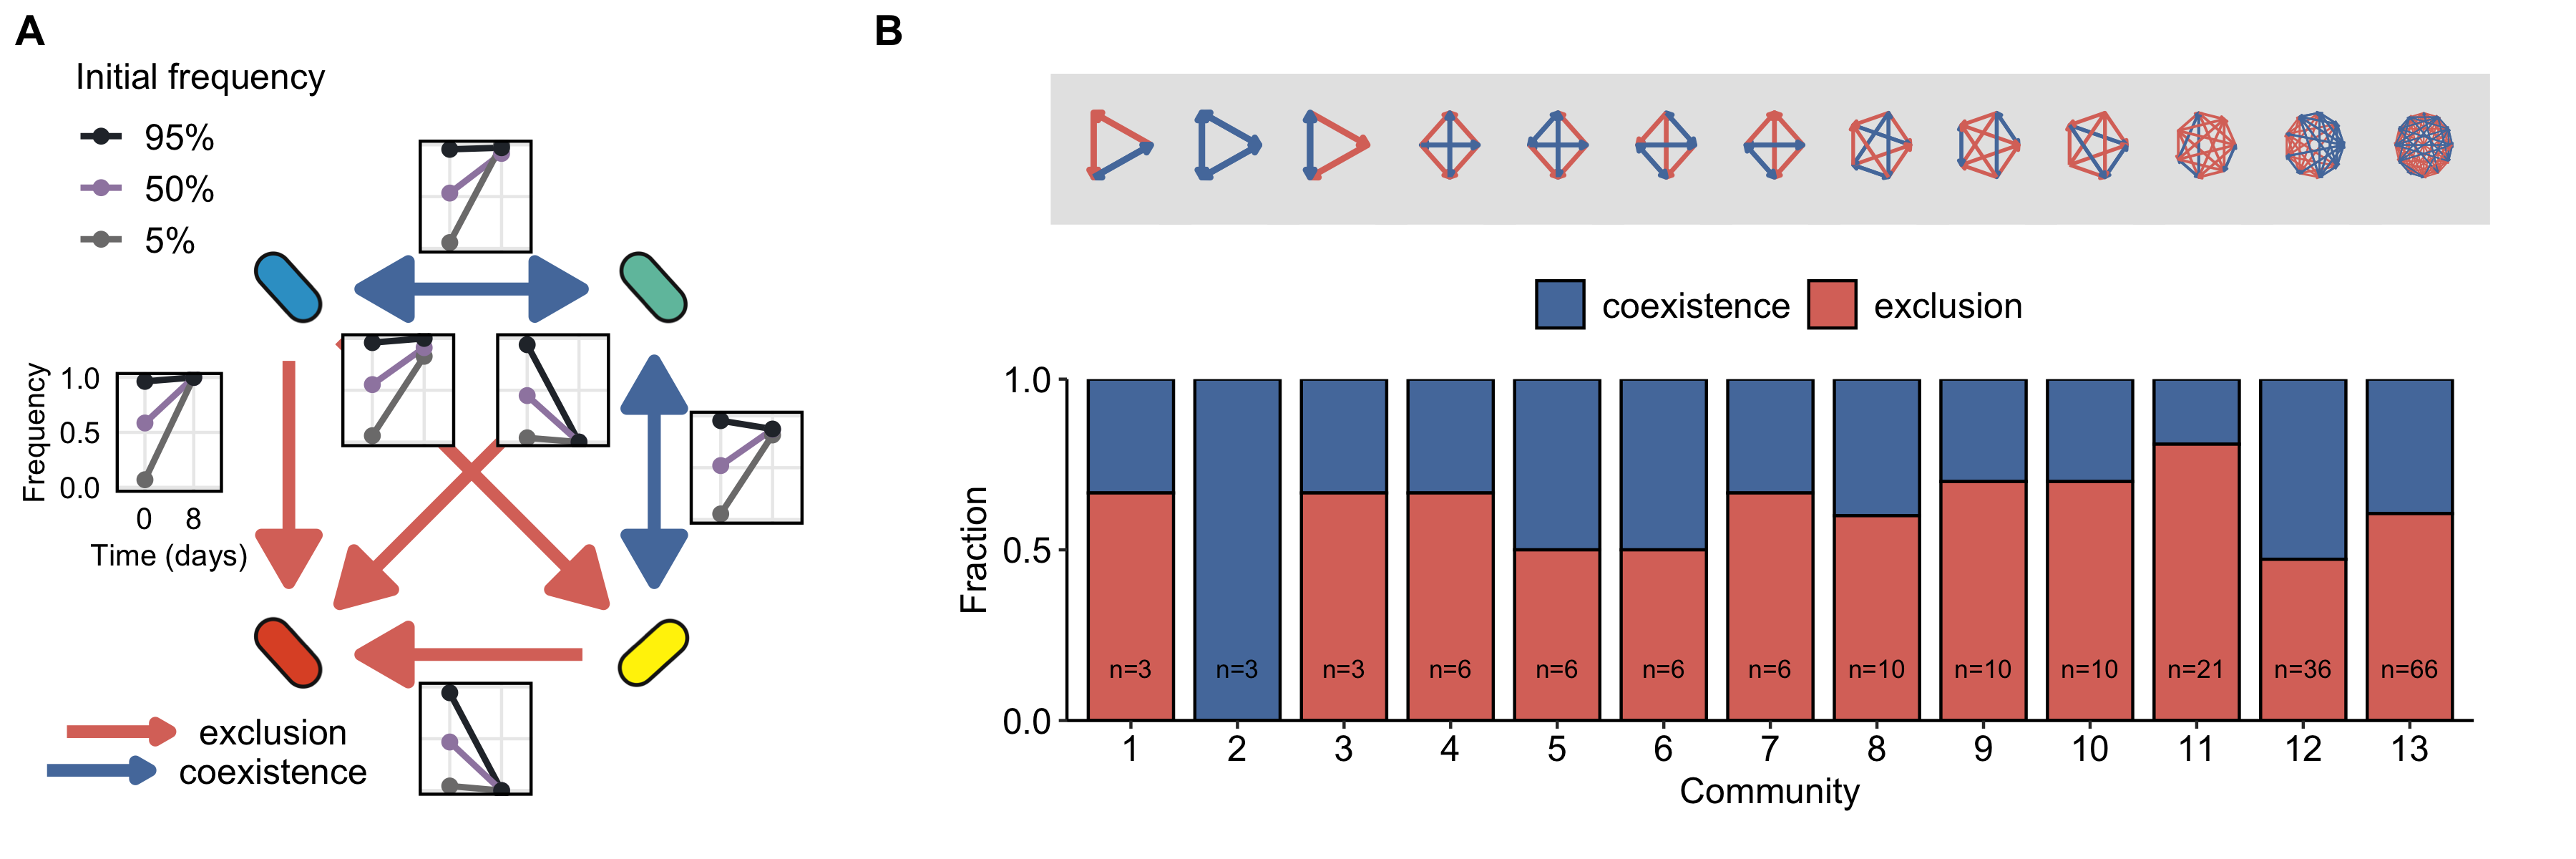 A
Initial frequency
95%
50%
5%
Frequency
1.0
0.5
0.0
0 8
Time (days)
exclusion
coexistence
B
coexistence exclusion
Fraction
1.0
0.5
0.0
n=3 n=3 n=3 n=6 n=6 n=6 n=6 n=10 n=10 n=10 n=21 n=36 n=66
1 2 3 4 5 6 7 8 9 10 11 12 13
Community